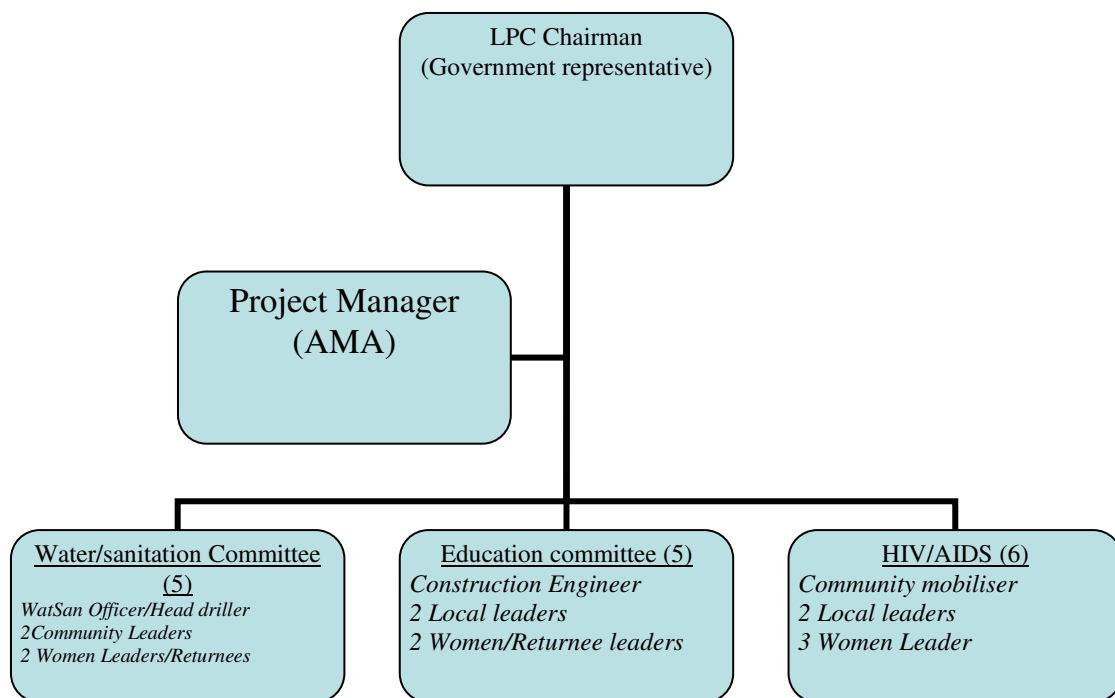 LPC Chairman
(Government representative)
Project Manager
(AMA)
Water/sanitation Committee
(5)
WatSan Officer/Head driller
2Community Leaders
2 Women Leaders/Returnees
Education committee (5)
Construction Engineer
2 Local leaders
2 Women/Returnee leaders
HIV/AIDS (6)
Community mobiliser
2 Local leaders
3 Women Leader